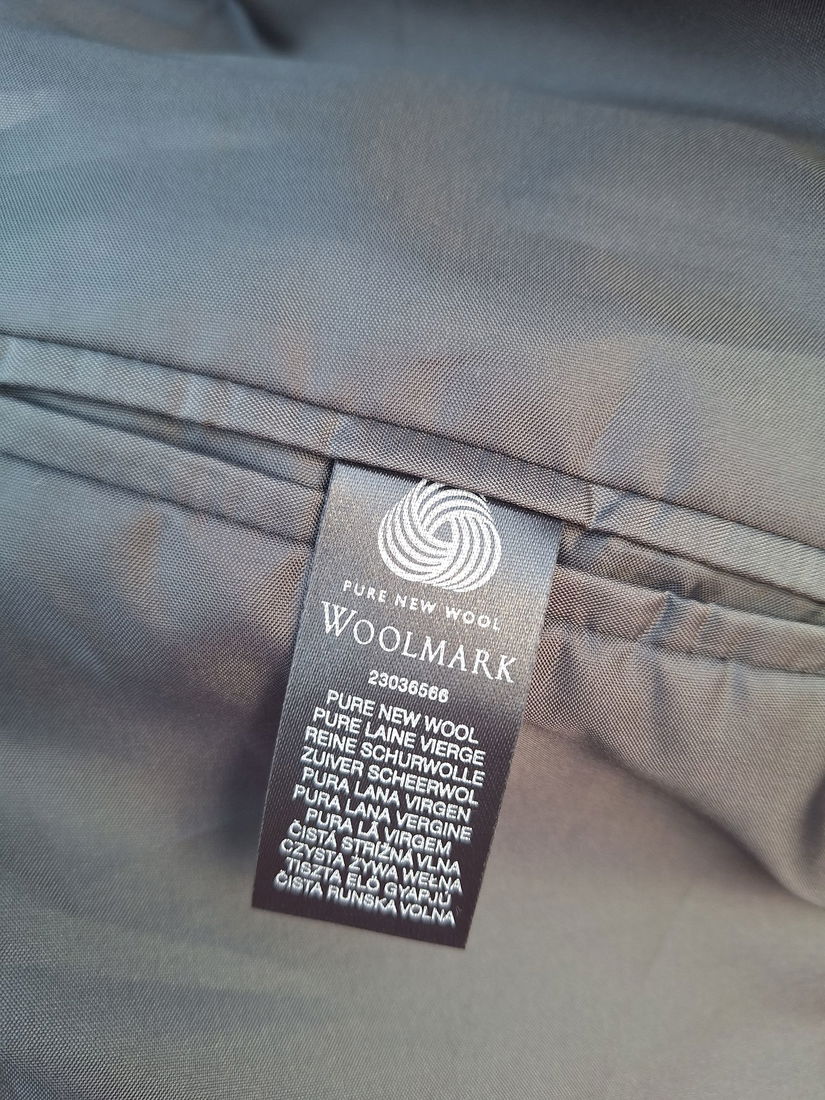 PURE NEW WOOL
WOOLMARK
23036566
PURE NEW WOOL
PURE LAINE VIERGE
REINE SCHURWOLLE
ZUIVER SCHEERWOL
PURA LANA VIRGEN
PURA LANA VERGINE
PURA LÃ VIRGEM
ČISTÁ STRIŽNÁ VLNA
CZYSTA ŻYWA WEŁNA
TISZTA ÉLŐ GYAPJÚ
ČISTA RUNSKA VOLNA